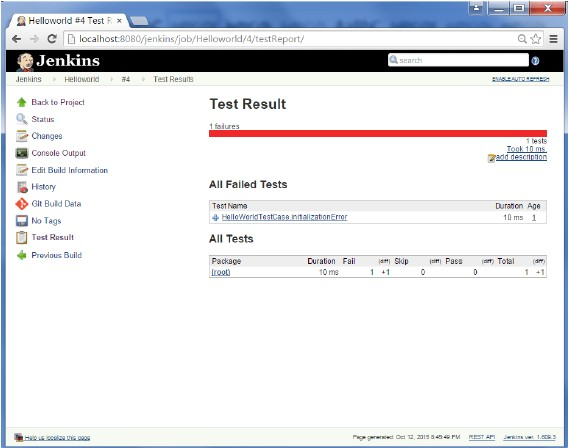 Helloworld #4 Test R
localhost:8080/jenkins/job/Helloworld/4/testReport/
Jenkins
search
Jenkins Helloworld #4 Test Results
ENABLE AUTO REFRESH
Back to Project
Status
Changes
Console Output
Edit Build Information
History
Git Build Data
No Tags
Test Result
Previous Build
Test Result
1 failures
1 tests
Took 10 ms.
add description
All Failed Tests
Test Name Duration Age
HelloWorldTestCase.initializationError 10 ms 1
All Tests
Package Duration Fail (diff) Skip (diff) Pass (diff) Total (diff)
(root) 10 ms 1 +1 0 0 1 +1
Help us localize this page
Page generated: Oct 12, 2015 8:49:49 PM REST API Jenkins ver. 1.609.3